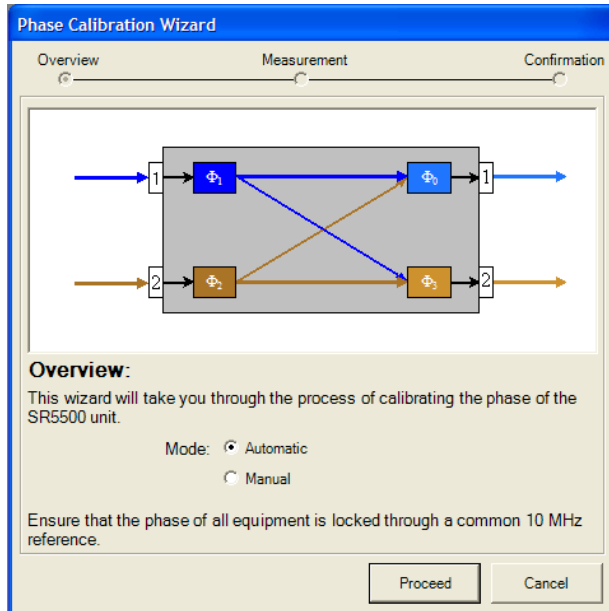 Phase Calibration Wizard
Overview Measurement Confirmation
1 Φ1 Φ0 1
2 Φ2 Φ3 2
Overview:
This wizard will take you through the process of calibrating the phase of the
SR5500 unit.
Mode: Automatic
Manual
Ensure that the phase of all equipment is locked through a common 10 MHz
reference.
Proceed Cancel